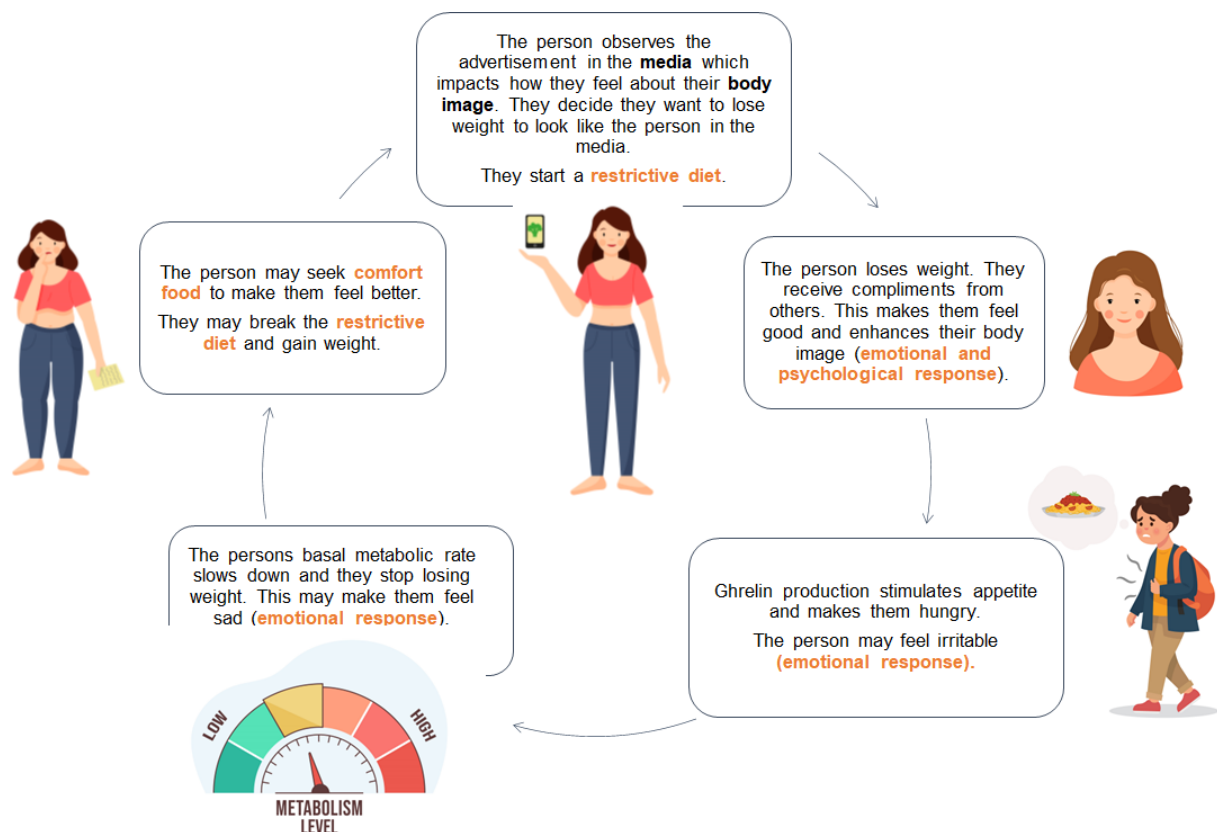 The person observes the
advertisement in the media which
impacts how they feel about their body
image. They decide they want to lose
weight to look like the person in the
media.
They start a restrictive diet.
The person loses weight. They
receive compliments from
others. This makes them feel
good and enhances their body
image (emotional and
psychological response).
Ghrelin production stimulates appetite
and makes them hungry.
The person may feel irritable
(emotional response).
The persons basal metabolic rate
slows down and they stop losing
weight. This may make them feel
sad (emotional response).
LOW
HIGH
METABOLISM
LEVEL
The person may seek comfort
food to make them feel better.
They may break the restrictive
diet and gain weight.